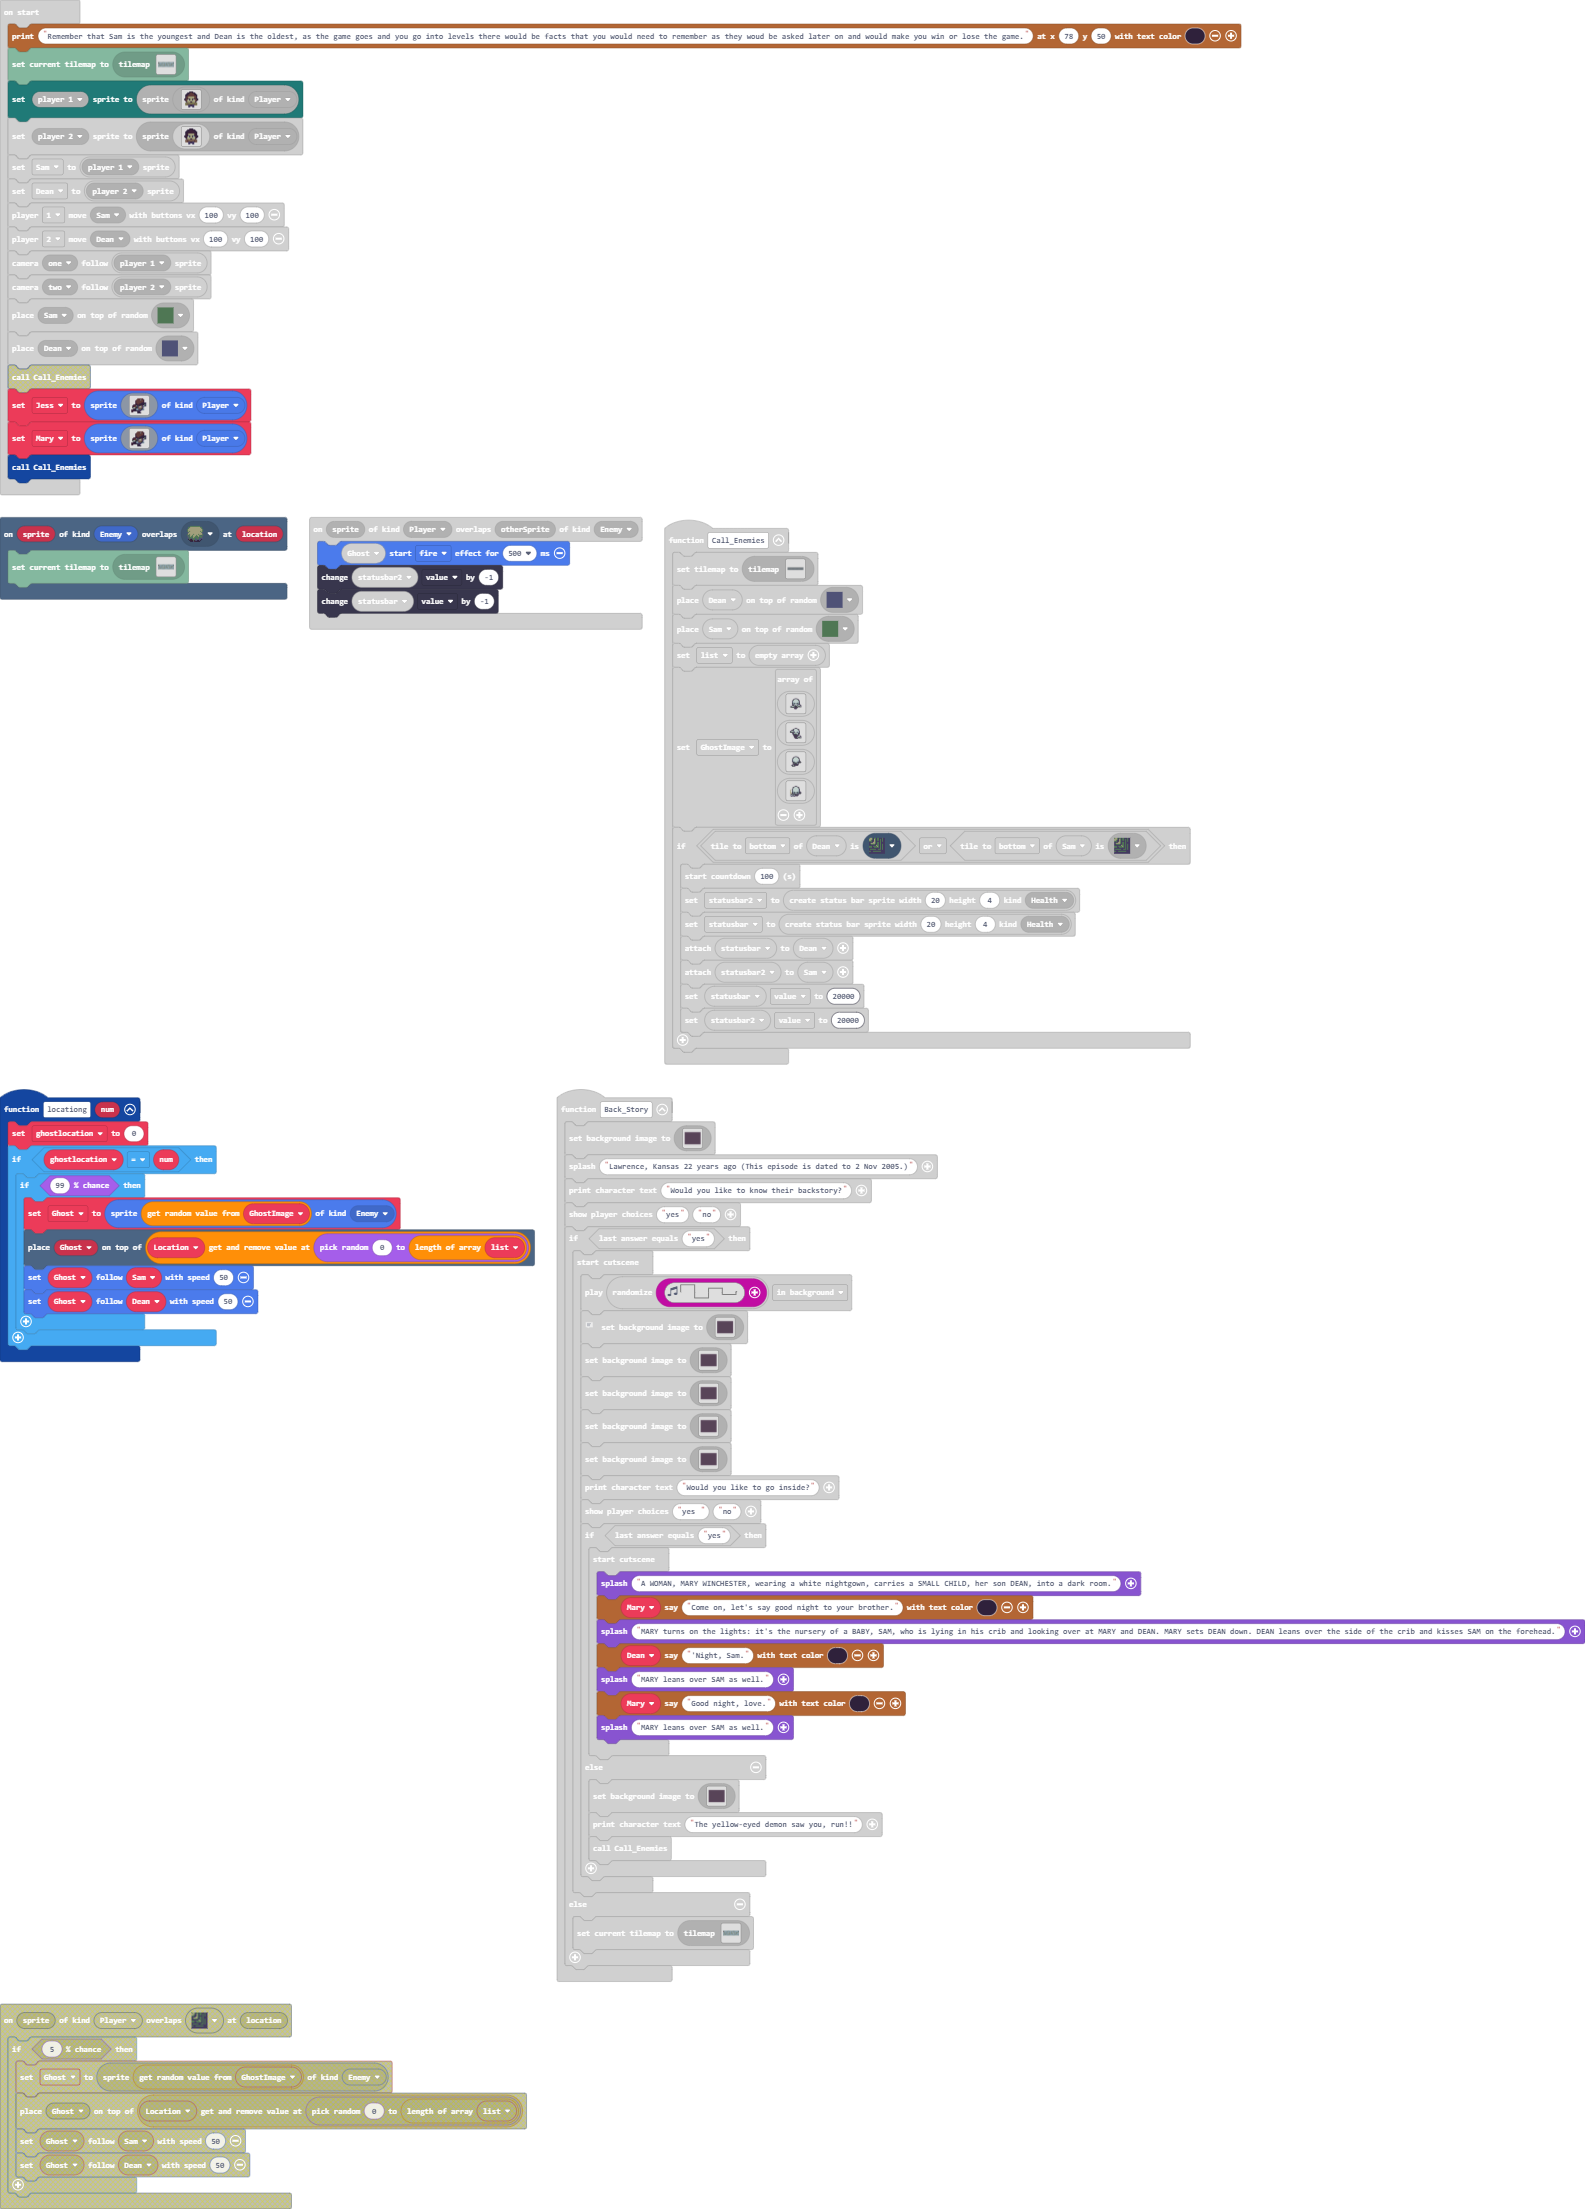 on start
print "Remember that Sam is the youngest and Dean is the oldest, as the game goes and you go into levels there would be facts that you would need to remember as they woud be asked later on and would make you win or lose the game." at x 78 y 50 with text color
set current tilemap to tilemap
set player 1 sprite to sprite of kind Player
set player 2 sprite to sprite of kind Player
set Sam to player 1 sprite
set Dean to player 2 sprite
player 1 move Sam with buttons vx 100 vy 100
player 2 move Dean with buttons vx 100 vy 100
camera one follow player 1 sprite
camera two follow player 2 sprite
place Sam on top of random
place Dean on top of random
call Call_Enemies
set Jess to sprite of kind Player
set Mary to sprite of kind Player
call Call_Enemies
on sprite of kind Enemy overlaps at location
set current tilemap to tilemap
on sprite of kind Player overlaps otherSprite of kind Enemy
Ghost start fire effect for 500 ms
change statusbar2 value by -1
change statusbar value by -1
function Call_Enemies
set tilemap to tilemap
place Dean on top of random
place Sam on top of random
set list to empty array
array of
set GhostImage to
if tile to bottom of Dean is or tile to bottom of Sam is then
start countdown 100 (s)
set statusbar2 to create status bar sprite width 20 height 4 kind Health
set statusbar to create status bar sprite width 20 height 4 kind Health
attach statusbar to Dean
attach statusbar2 to Sam
set statusbar value to 20000
set statusbar2 value to 20000
function locationg num
set ghostlocation to 0
if ghostlocation = num then
if 99 % chance then
set Ghost to sprite get random value from GhostImage of kind Enemy
place Ghost on top of Location get and remove value at pick random 0 to length of array list
set Ghost follow Sam with speed 50
set Ghost follow Dean with speed 50
function Back_Story
set background image to
splash "Lawrence, Kansas 22 years ago (This episode is dated to 2 Nov 2005.)"
print character text "Would you like to know their backstory?"
show player choices "yes" "no"
if last answer equals "yes" then
start cutscene
play randomize in background
set background image to
set background image to
set background image to
set background image to
set background image to
print character text "Would you like to go inside?"
show player choices "yes " "no"
if last answer equals "yes" then
start cutscene
splash "A WOMAN, MARY WINCHESTER, wearing a white nightgown, carries a SMALL CHILD, her son DEAN, into a dark room."
Mary say "Come on, let's say good night to your brother." with text color
splash "MARY turns on the lights: it's the nursery of a BABY, SAM, who is lying in his crib and looking over at MARY and DEAN. MARY sets DEAN down. DEAN leans over the side of the crib and kisses SAM on the forehead."
Dean say "'Night, Sam." with text color
splash "MARY leans over SAM as well."
Mary say "Good night, love." with text color
splash "MARY leans over SAM as well."
else
set background image to
print character text "The yellow-eyed demon saw you, run!!"
call Call_Enemies
else
set current tilemap to tilemap
on sprite of kind Player overlaps at location
if 5 % chance then
set Ghost to sprite get random value from GhostImage of kind Enemy
place Ghost on top of Location get and remove value at pick random 0 to length of array list
set Ghost follow Sam with speed 50
set Ghost follow Dean with speed 50